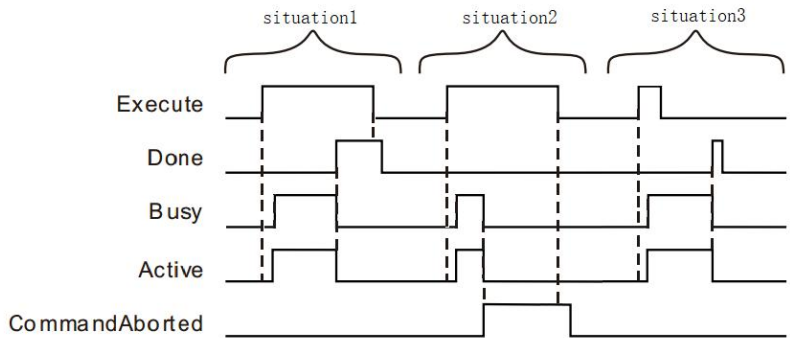 situation1
situation2
situation3
Execute
Done
Busy
Active
CommandAborted